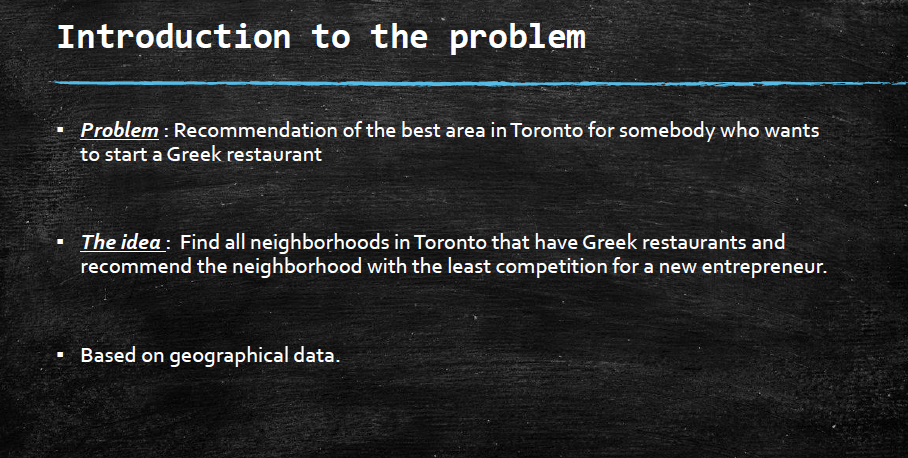 Introduction to the problem
▪ Problem : Recommendation of the best area in Toronto for somebody who wants
to start a Greek restaurant
▪ The idea :  Find all neighborhoods in Toronto that have Greek restaurants and
recommend the neighborhood with the least competition for a new entrepreneur.
▪ Based on geographical data.